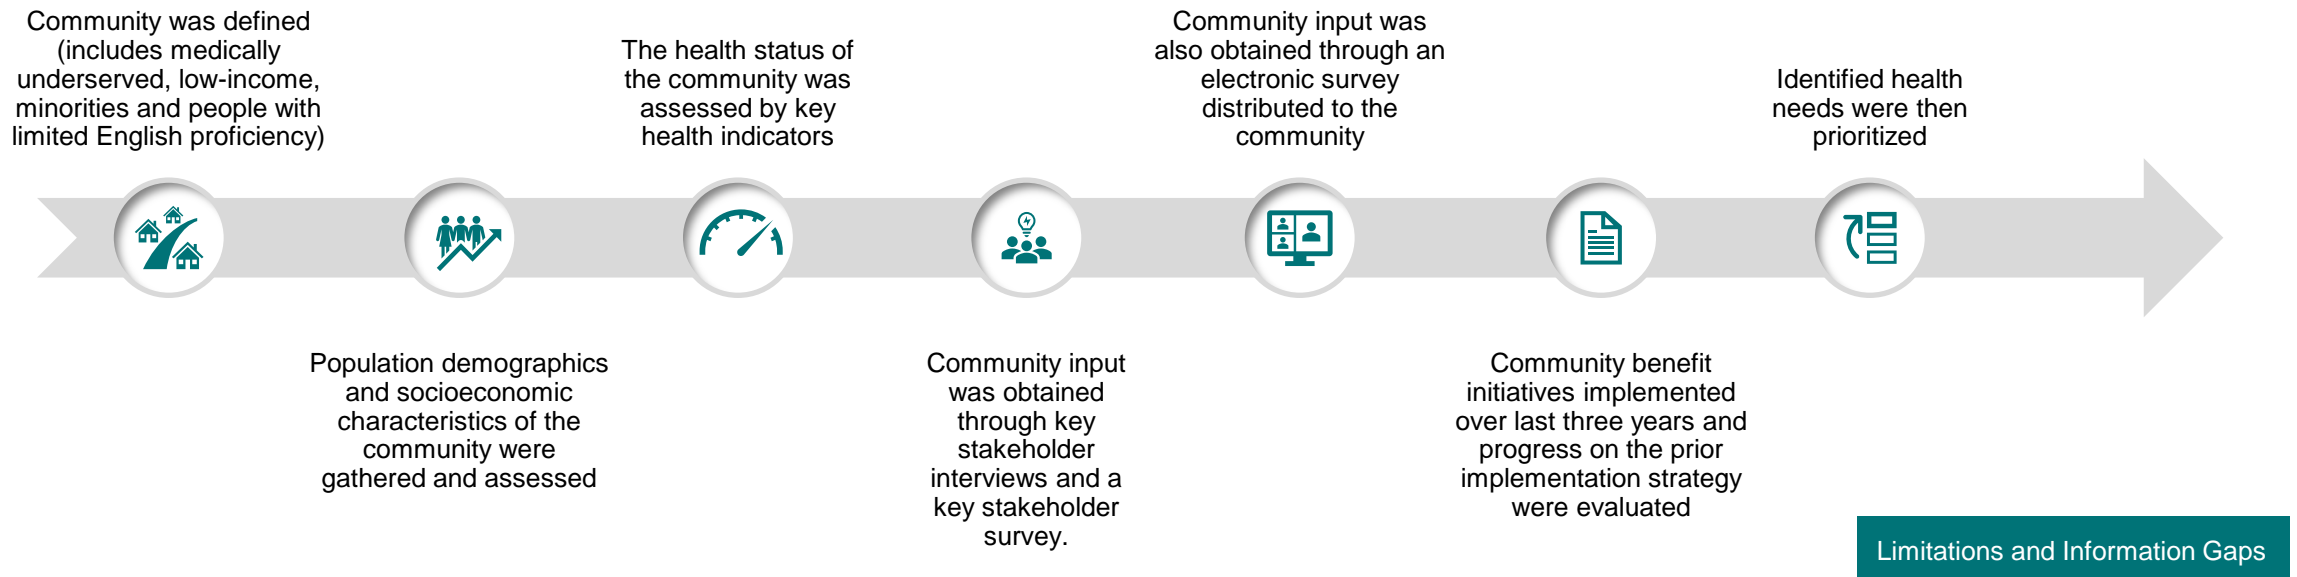 Community was defined
(includes medically
underserved, low-income,
minorities and people with
limited English proficiency)
Population demographics
and socioeconomic
characteristics of the
community were
gathered and assessed
The health status of
the community was
assessed by key
health indicators
Community input
was obtained
through key
stakeholder
interviews and a
key stakeholder
survey.
Community input was
also obtained through an
electronic survey
distributed to the
community
Community benefit
initiatives implemented
over last three years and
progress on the prior
implementation strategy
were evaluated
Identified health
needs were then
prioritized
Limitations and Information Gaps